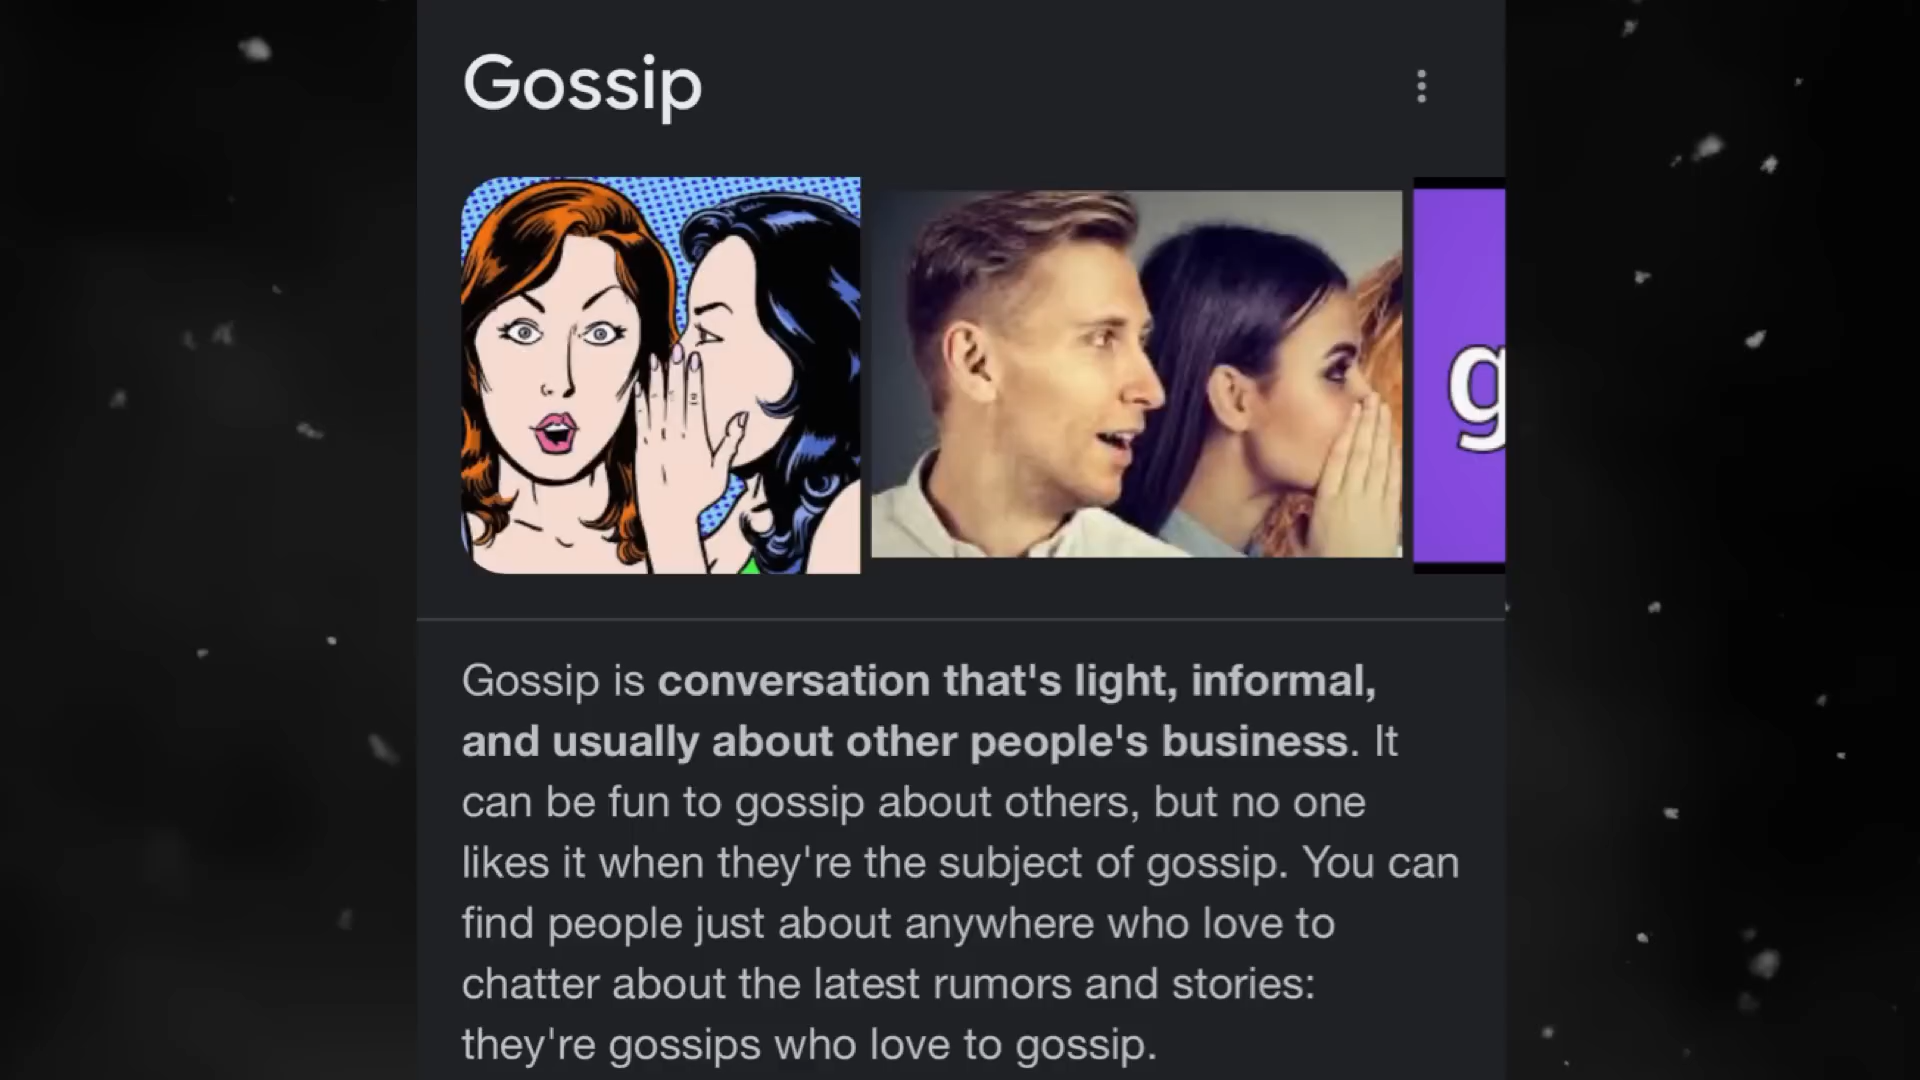 Gossip
g
Gossip is conversation that's light, informal,
and usually about other people's business. It
can be fun to gossip about others, but no one
likes it when they're the subject of gossip. You can
find people just about anywhere who love to
chatter about the latest rumors and stories:
they're gossips who love to gossip.